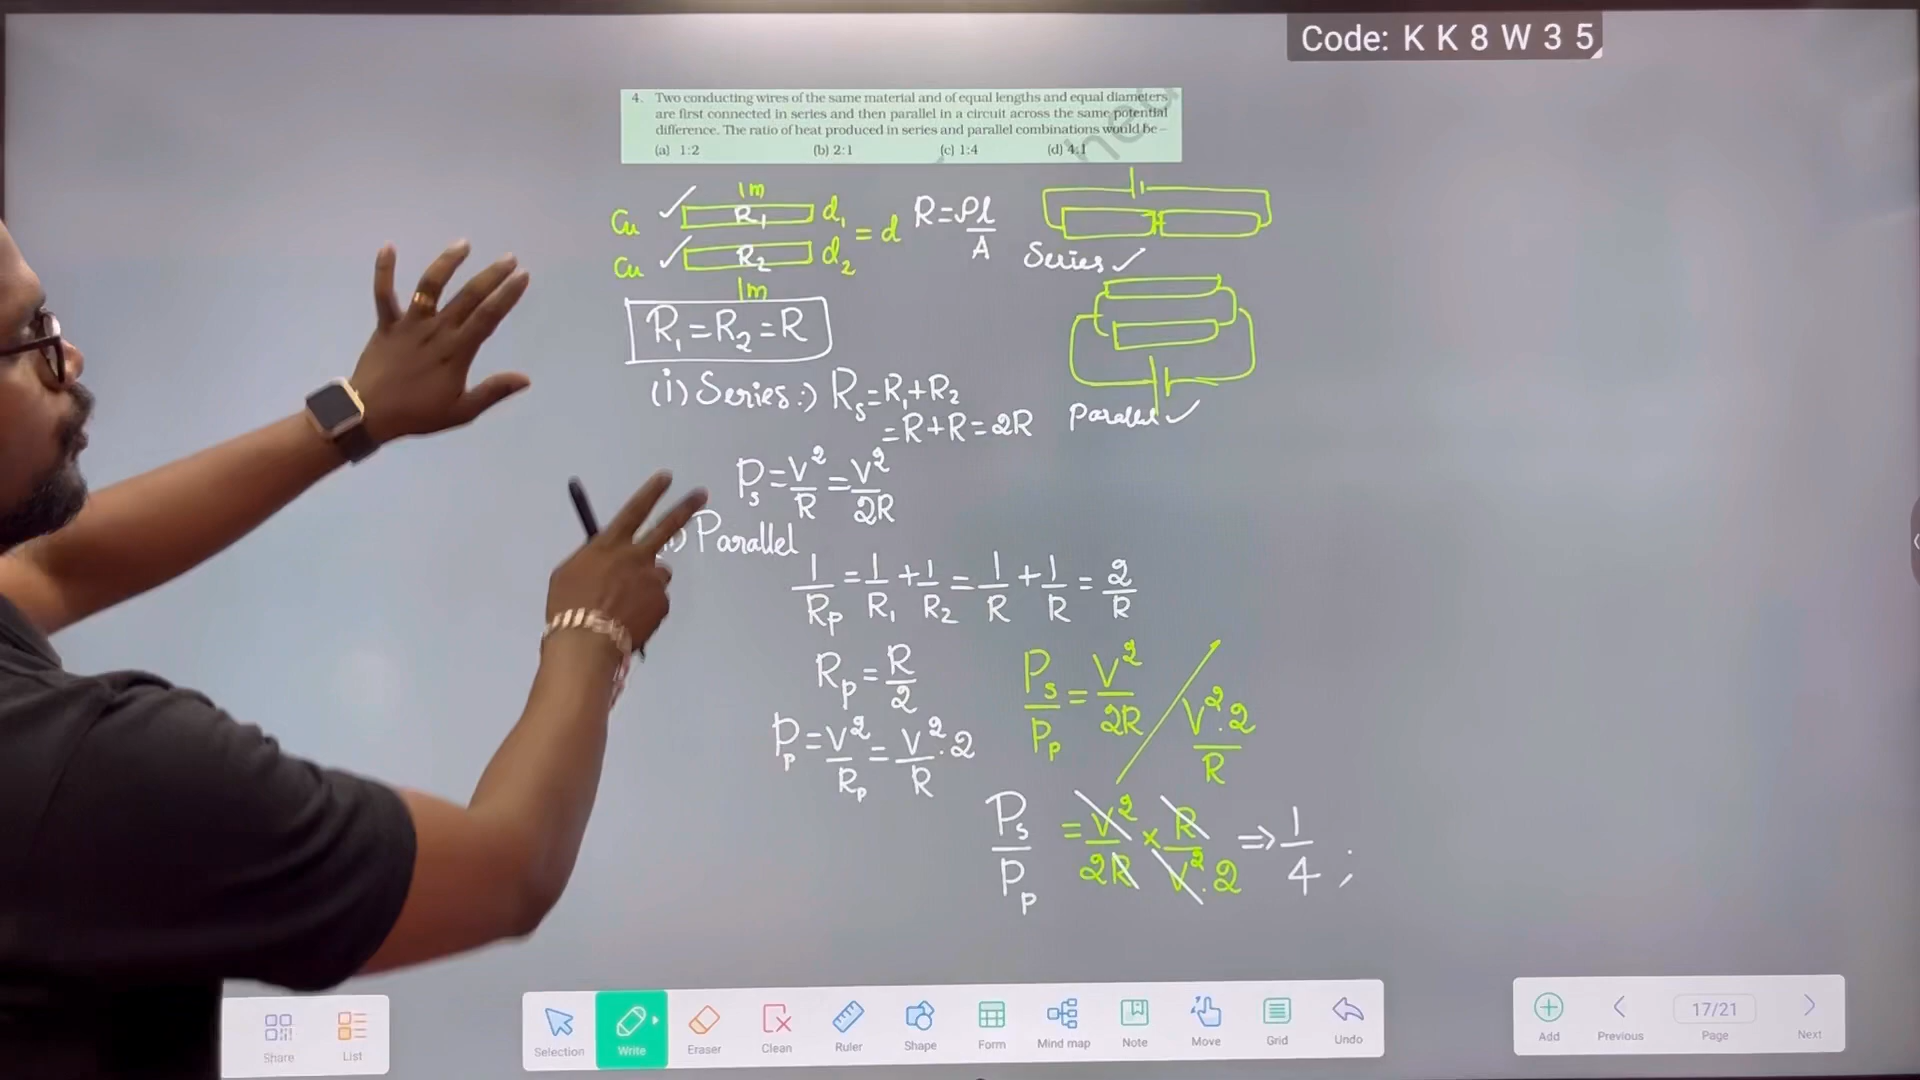 Code: K K 8 W 3 5
4. Two conducting wires of the same material and of equal lengths and equal diameters
are first connected in series and then parallel in a circuit across the same potential
difference. The ratio of heat produced in series and parallel combinations would be –
(a) 1:2 (b) 2:1 (c) 1:4 (d) 4:1
1m
Cu R₁ d₁
= d R=ρl/A
Cu R₂ d₂
1m
Series ✓
R₁=R₂=R
Parallel ✓
(i) Series:) Rₛ=R₁+R₂
=R+R=2R
Pₛ=V²/R=V²/2R
) Parallel
1/Rₚ=1/R₁+1/R₂=1/R+1/R=2/R
Rₚ=R/2
Pₚ=V²/Rₚ=V²/R.2
Pₛ/Pₚ=V²/2R / V².2/R
Pₛ/Pₚ=V²/2R×R/V².2⇒1/4;
Share List
Selection Write Eraser Clean Ruler Shape Form Mind map Note Move Grid Undo
Add Previous 17/21 Page Next